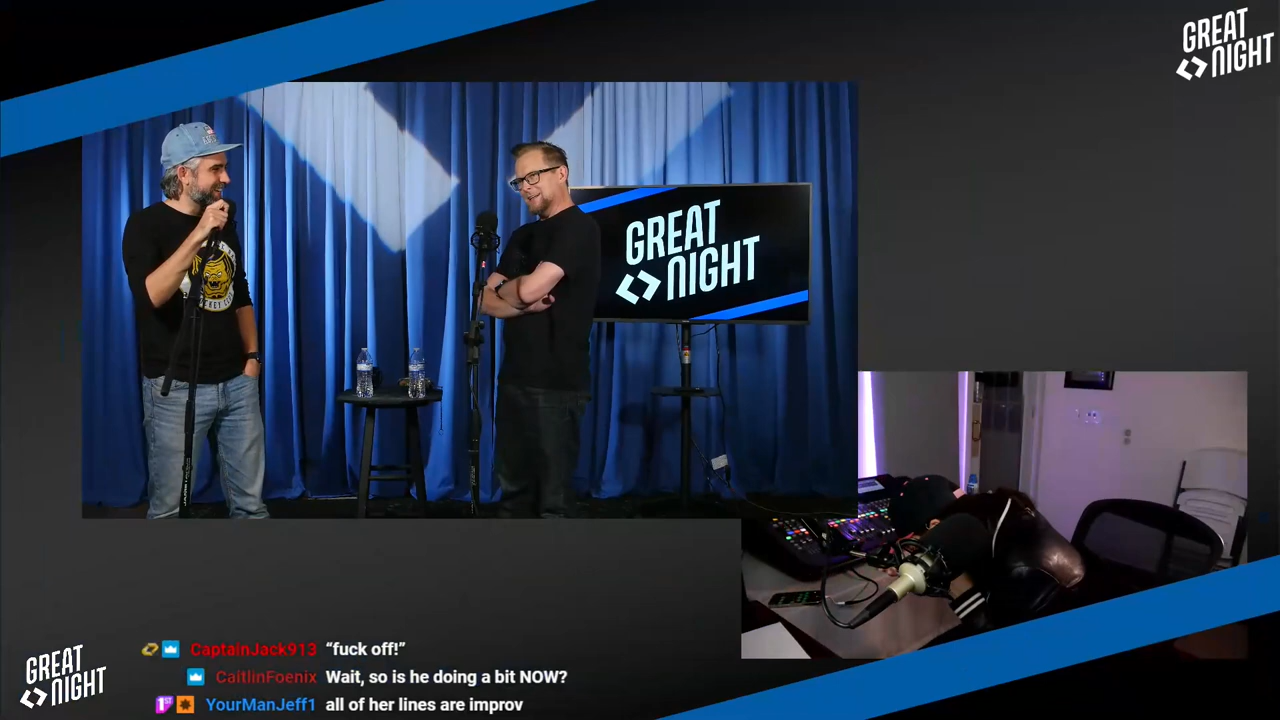 GREAT
NIGHT
GREAT
NIGHT
CaptainJack913 “fuck off!”
CaitlinFoenix Wait, so is he doing a bit NOW?
YourManJeff1 all of her lines are improv
GREAT
NIGHT